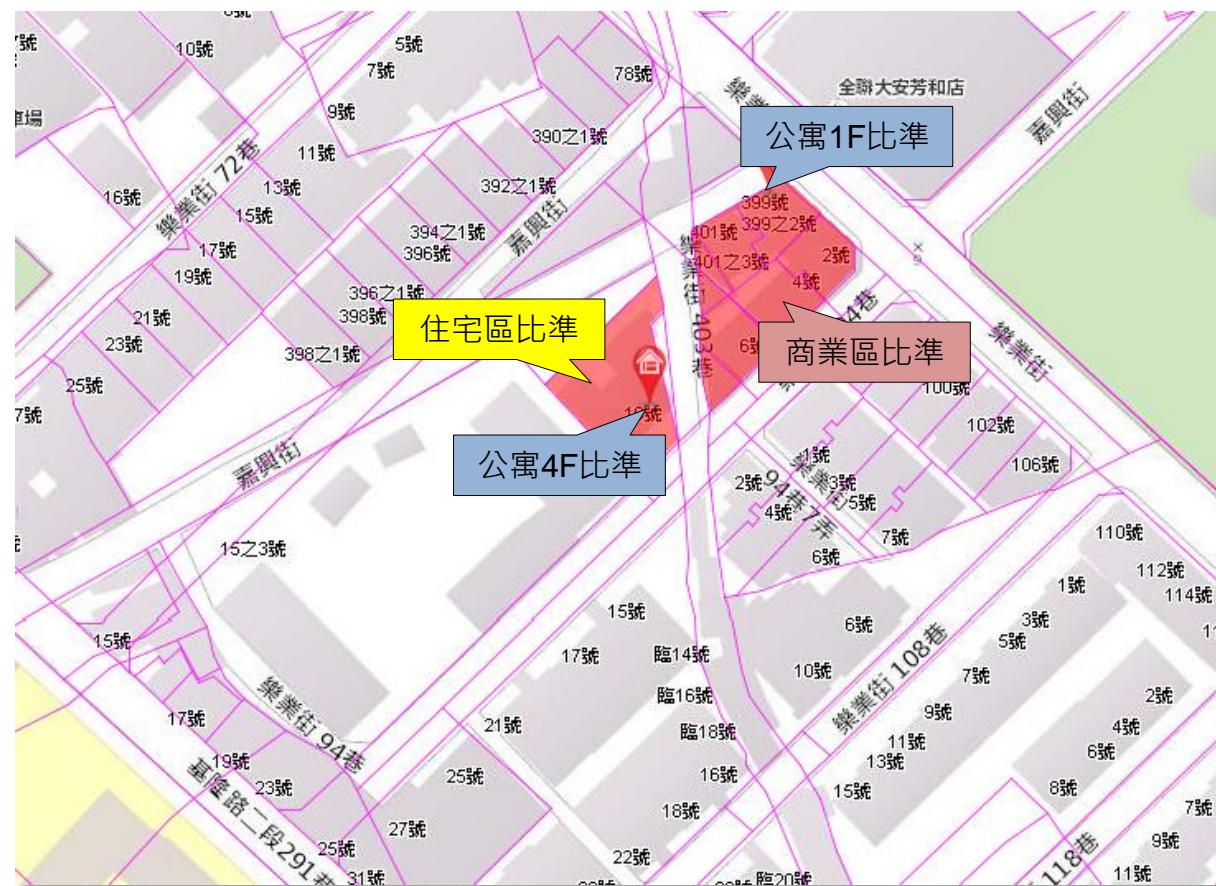 10號
5號
7號
78號
全聯大安芳和店
9號
390之1號
嘉興街
公寓1F比準
樂業街 72巷
11號
16號
13號
392之1號
399號
15號
394之1號
嘉興街
401號
399之2號
17號
396號
401之3號
2號
19號
396之1號
4號
21號
398號
住宅區比準
樂業街 403巷
商業區比準
樂業街
23號
398之1號
25號
100號
102號
嘉興街
公寓4F比準
106號
1號
2號
3號
樂業街
94巷7弄
5號
4號
7號
6號
110號
15之3號
112號
1號
114號
15號
15號
3號
6號
5號
17號
臨14號
10號
樂業街 108巷
7號
臨16號
2號
樂業街 94巷
17號
21號
臨18號
9號
4號
11號
6號
19號
13號
基隆路二段291巷
23號
25號
16號
15號
8號
18號
7號
27號
25號
22號
118巷
9號
31號
臨20號
11號